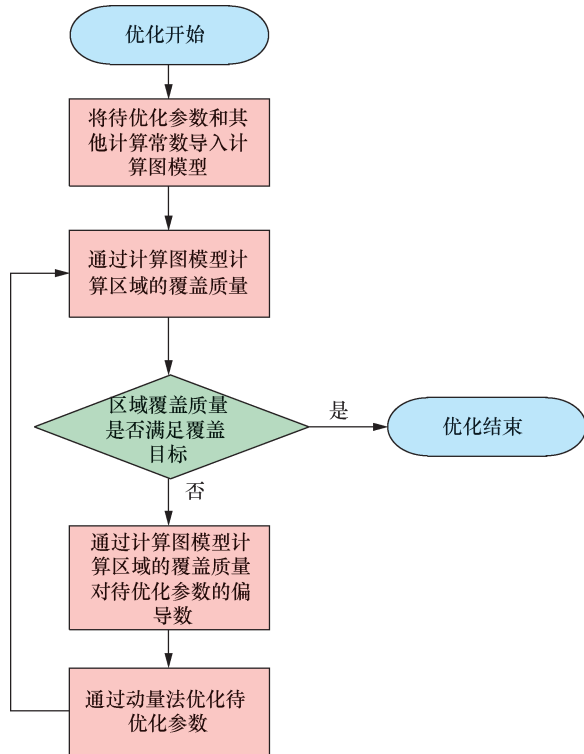 优化开始
将待优化参数和其
他计算常数导入计
算图模型
通过计算图模型计
算区域的覆盖质量
区域覆盖质量
是否满足覆盖
目标
是
优化结束
否
通过计算图模型计
算区域的覆盖质量
对待优化参数的偏
导数
通过动量法优化待
优化参数